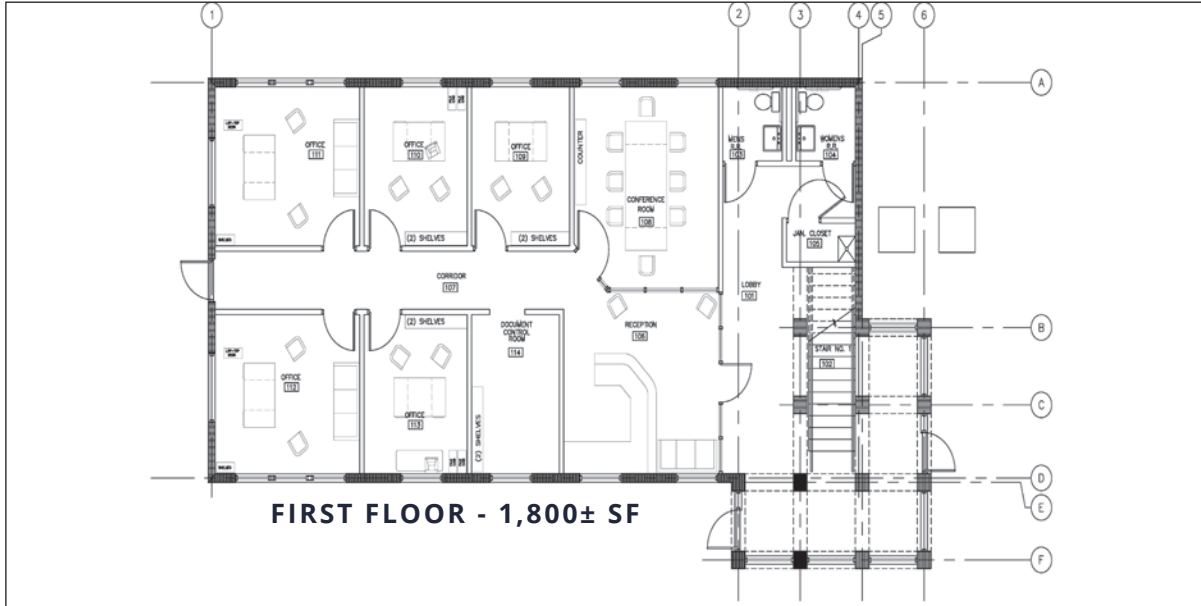 1
2
3
4
5
6
A
B
C
D
E
F
OFFICE
111
OFFICE
110
OFFICE
109
COUNTER
CONFERENCE
ROOM
108
MENS
R.R.
103
WOMENS
R.R.
104
JAN. CLOSET
105
SHELVES
(2) SHELVES
(2) SHELVES
CORRIDOR
107
LOBBY
101
(2) SHELVES
DOCUMENT
CONTROL
ROOM
114
RECEPTION
106
STAIR NO. 1
102
OFFICE
112
OFFICE
113
(2) SHELVES
SHELVES
FIRST FLOOR - 1,800± SF